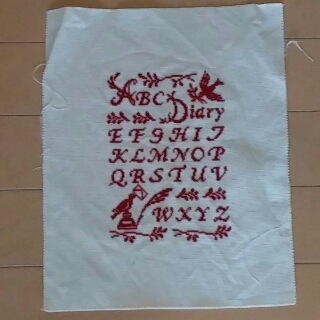 ABC Diary
EFGHIJ
KLMNOP
QRSTUV
WXYZ